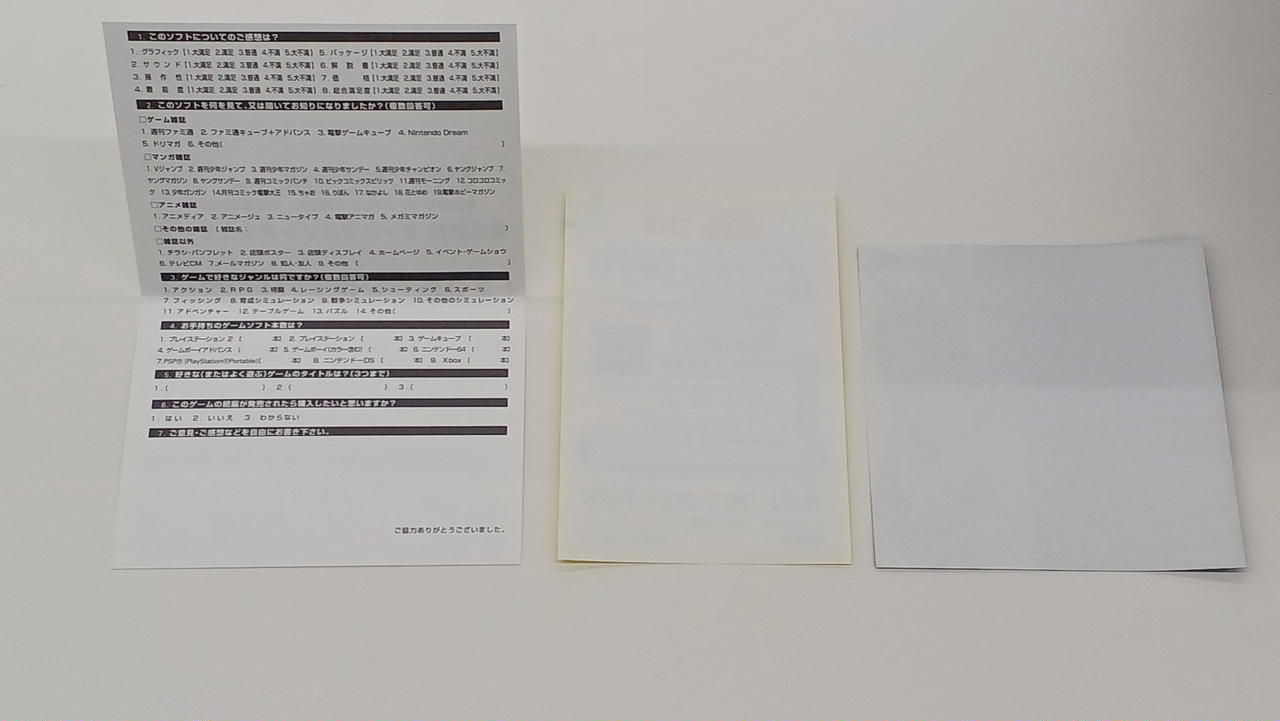 1. このソフトについてのご感想は?
1. グラフィック [1.大満足 2.満足 3.普通 4.不満 5.大不満] 5. パッケージ [1.大満足 2.満足 3.普通 4.不満 5.大不満]
2. サウンド [1.大満足 2.満足 3.普通 4.不満 5.大不満] 6. 解説書 [1.大満足 2.満足 3.普通 4.不満 5.大不満]
3. 操作性 [1.大満足 2.満足 3.普通 4.不満 5.大不満] 7. 価格 [1.大満足 2.満足 3.普通 4.不満 5.大不満]
4. 難易度 [1.大満足 2.満足 3.普通 4.不満 5.大不満] 8. 総合満足度 [1.大満足 2.満足 3.普通 4.不満 5.大不満]
2. このソフトを何を見て、又は聞いてお知りになりましたか?(複数回答可)
□ゲーム雑誌
1. 週刊ファミ通 2. ファミ通キューブ+アドバンス 3. 電撃ゲームキューブ 4. Nintendo Dream
5. ドリマガ 6. その他( )
□マンガ雑誌
1. Vジャンプ 2. 週刊少年ジャンプ 3. 週刊少年マガジン 4. 週刊少年サンデー 5.週刊少年チャンピオン 6. ヤングジャンプ 7.
ヤングマガジン 8. ヤングサンデー 9. 週刊コミックバンチ 10. ビックコミックスピリッツ 11.週刊モーニング 12. コロコロコミッ
ク 13. 少年ガンガン 14.月刊コミック電撃大王 15. ちゃお 16. りぼん 17. なかよし 18. 花とゆめ 19.電撃ホビーマガジン
□アニメ雑誌
1. アニメディア 2. アニメージュ 3. ニュータイプ 4. 電撃アニマガ 5. メガミマガジン
□その他の雑誌 (雑誌名: )
□雑誌以外
1. チラシ・パンフレット 2. 店頭ポスター 3. 店頭ディスプレイ 4. ホームページ 5. イベント・ゲームショウ
6. テレビCM 7.メールマガジン 8. 知人・友人 9. その他 ( )
3. ゲームで好きなジャンルは何ですか?(複数回答可)
1. アクション 2. RPG 3. 格闘 4. レーシングゲーム 5. シューティング 6. スポーツ
7. フィッシング 8. 育成シミュレーション 9. 戦争シミュレーション 10. その他のシミュレーション
11. アドベンチャー 12. テーブルゲーム 13. パズル 14. その他( )
4. お手持ちのゲームソフト本数は?
1. プレイステーション2 ( 本) 2. プレイステーション ( 本) 3. ゲームキューブ ( 本)
4. ゲームボーイアドバンス ( 本) 5. ゲームボーイ(カラー含む) ( 本) 6. ニンテンドー64 ( 本)
7.PSP® (PlayStation®Portable)( 本) 8. ニンテンドーDS ( 本) 9. Xbox ( 本)
5. 好きな(またはよく遊ぶ)ゲームのタイトルは?(3つまで)
1.( ) 2.( ) 3.( )
6. このゲームの続編が発売されたら購入したいと思いますか?
1. はい 2. いいえ 3. わからない
7. ご意見・ご感想などを自由にお書き下さい。
ご協力ありがとうございました。